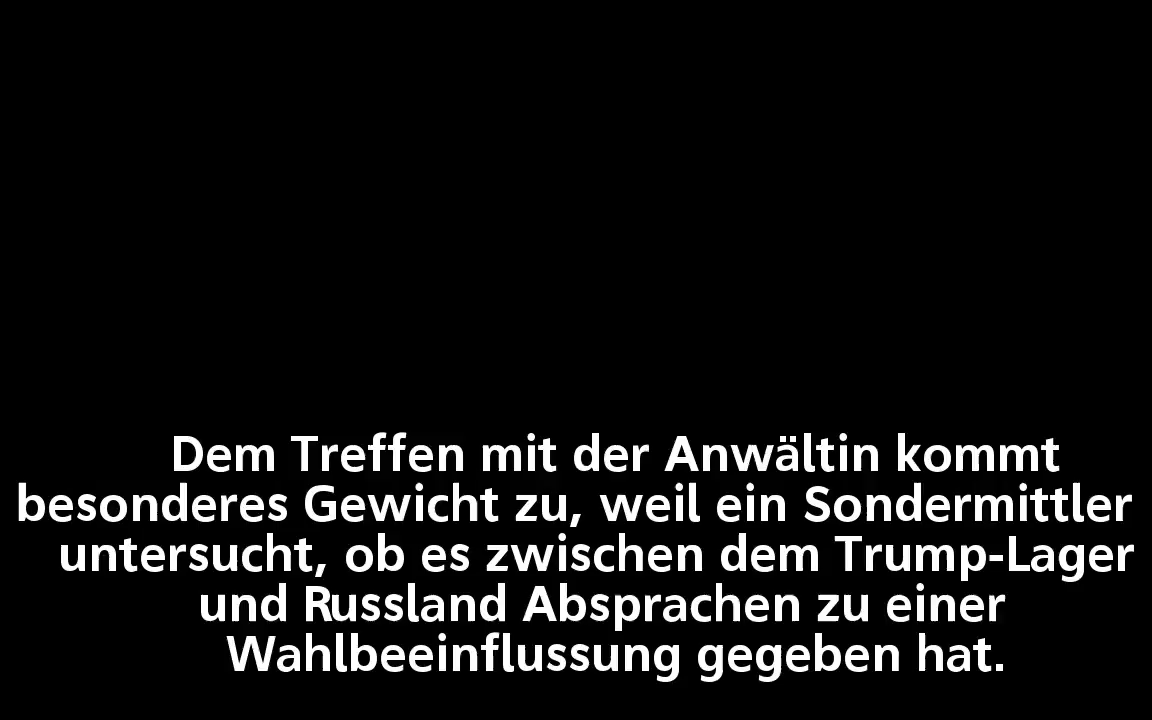 Dem Treffen mit der Anwältin kommt
besonderes Gewicht zu, weil ein Sondermittler
untersucht, ob es zwischen dem Trump-Lager
und Russland Absprachen zu einer
Wahlbeeinflussung gegeben hat.